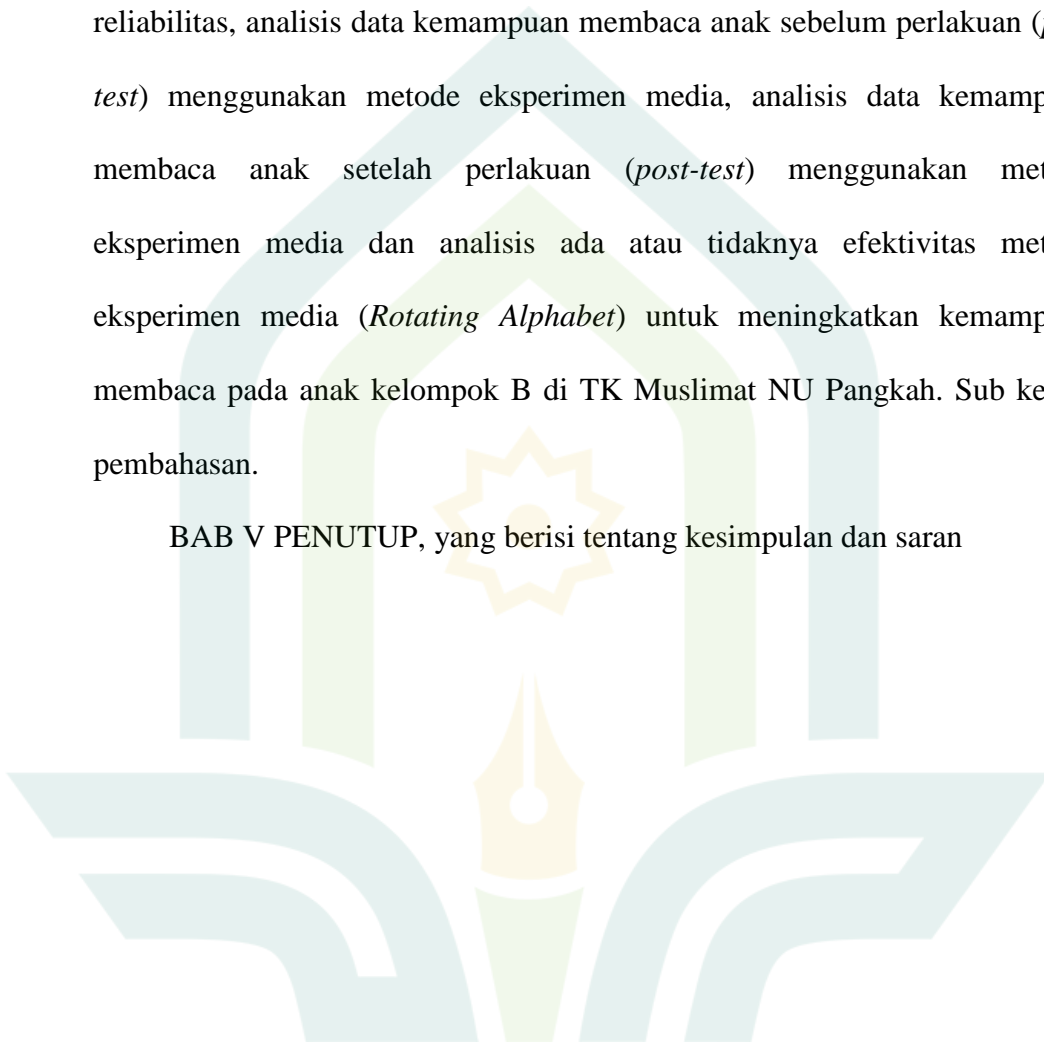 reliabilitas, analisis data kemampuan membaca anak sebelum perlakuan (
test) menggunakan metode eksperimen media, analisis data kemamp
membaca anak setelah perlakuan (post-test) menggunakan met
eksperimen media dan analisis ada atau tidaknya efektivitas met
eksperimen media (Rotating Alphabet) untuk meningkatkan kemamp
membaca pada anak kelompok B di TK Muslimat NU Pangkah. Sub ke
pembahasan.
BAB V PENUTUP, yang berisi tentang kesimpulan dan saran